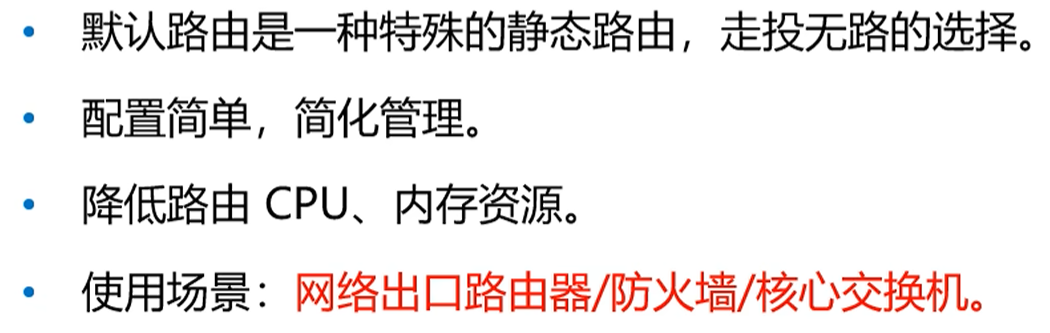 • 默认路由是一种特殊的静态路由，走投无路的选择。
• 配置简单，简化管理。
• 降低路由 CPU、内存资源。
• 使用场景：网络出口路由器/防火墙/核心交换机。